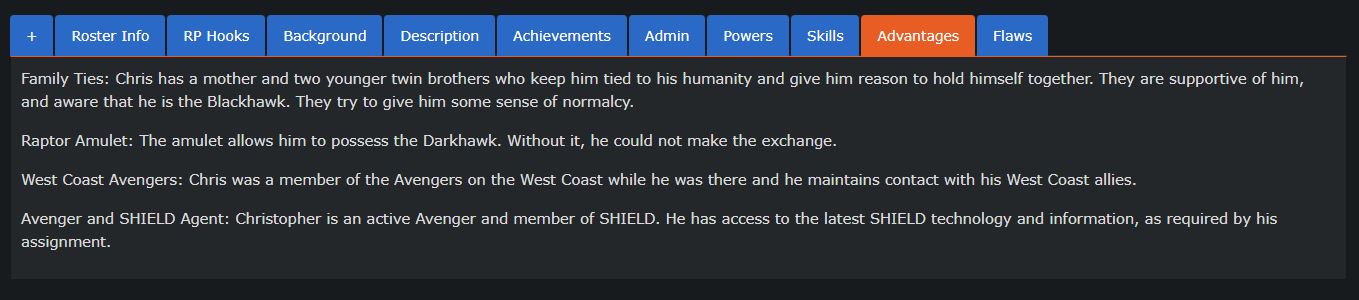 + Roster Info RP Hooks Background Description Achievements Admin Powers Skills Advantages Flaws
Family Ties: Chris has a mother and two younger twin brothers who keep him tied to his humanity and give him reason to hold himself together. They are supportive of him,
and aware that he is the Blackhawk. They try to give him some sense of normalcy.
Raptor Amulet: The amulet allows him to possess the Darkhawk. Without it, he could not make the exchange.
West Coast Avengers: Chris was a member of the Avengers on the West Coast while he was there and he maintains contact with his West Coast allies.
Avenger and SHIELD Agent: Christopher is an active Avenger and member of SHIELD. He has access to the latest SHIELD technology and information, as required by his
assignment.